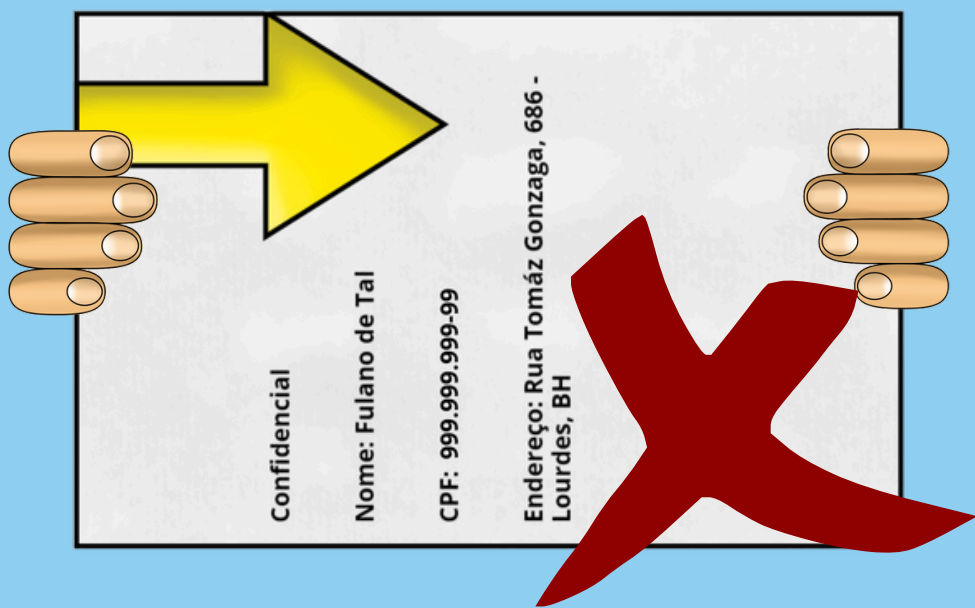 Confidencial
Nome: Fulano de Tal
CPF: 999.999.999-99
Endereço: Rua Tomáz Gonzaga, 686 -
Lourdes, BH